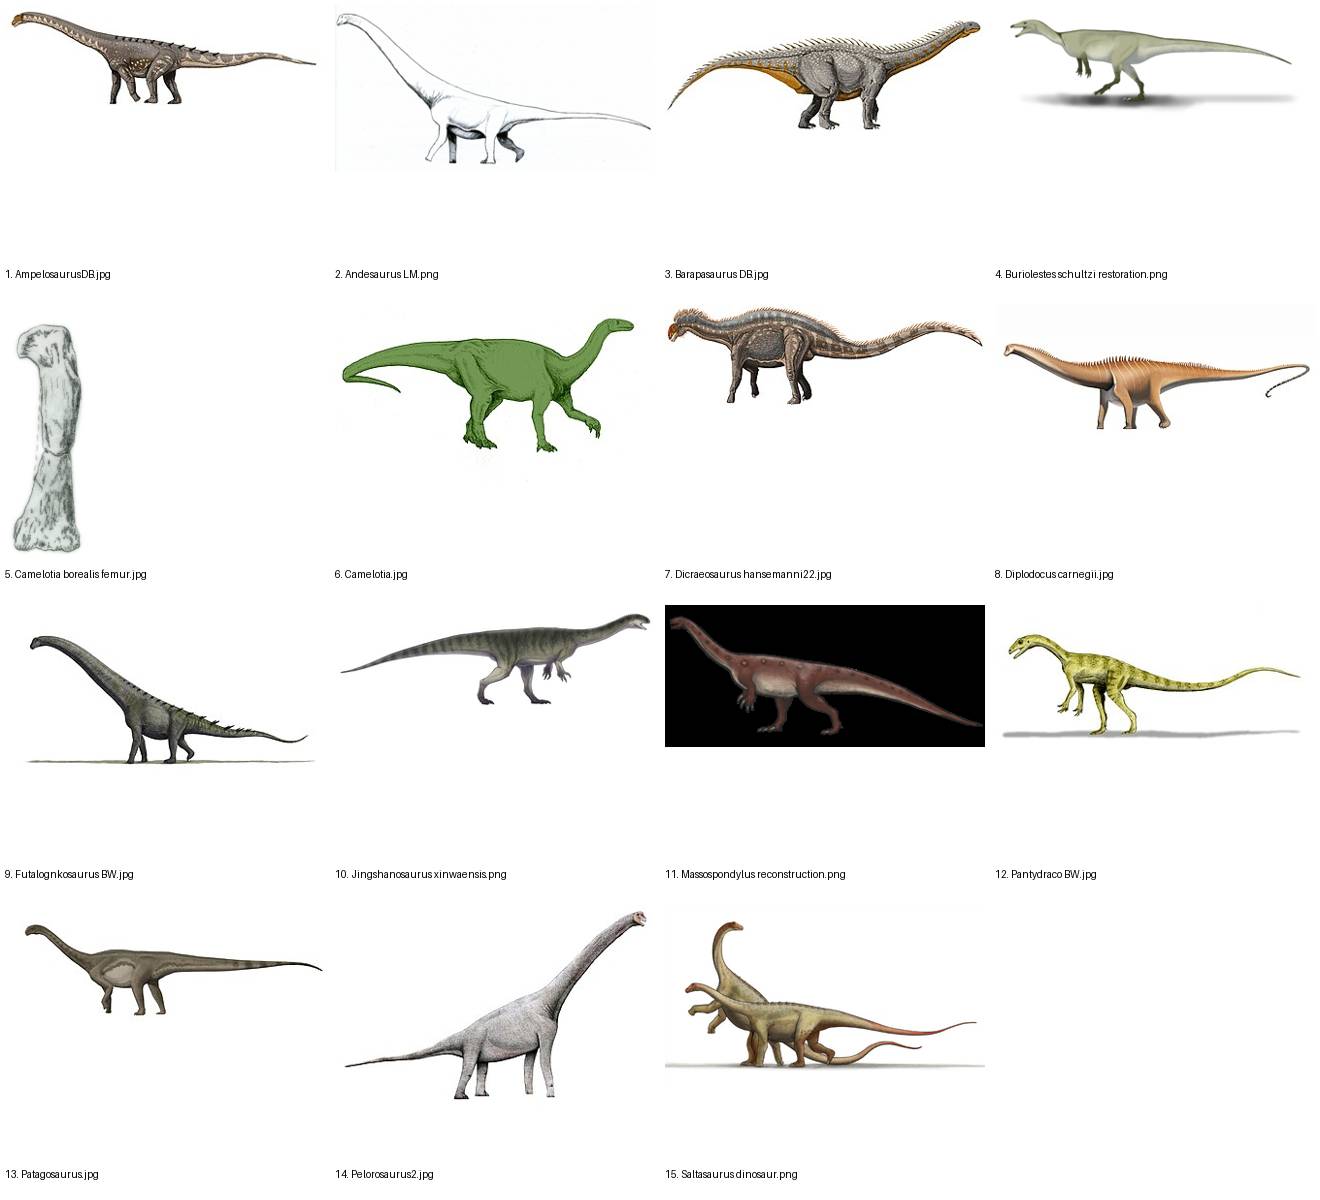 1. AmpelosaurusDB.jpg
2. Andesaurus LM.png
3. Barapasaurus DB.jpg
4. Buriolestes schultzi restoration.png
5. Camelotia borealis femur.jpg
6. Camelotia.jpg
7. Dicraeosaurus hansemanni22.jpg
8. Diplodocus carnegii.jpg
9. Futalognkosaurus BW.jpg
10. Jingshanosaurus xinwaensis.png
11. Massospondylus reconstruction.png
12. Pantydraco BW.jpg
13. Patagosaurus.jpg
14. Pelorosaurus2.jpg
15. Saltasaurus dinosaur.png